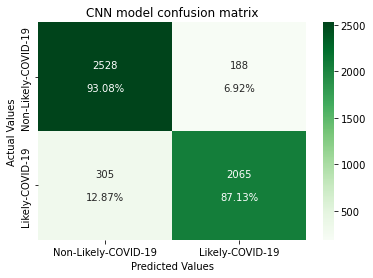 CNN model confusion matrix
Actual Values
Non-Likely-COVID-19
Likely-COVID-19
2528
188
93.08%
6.92%
305
2065
12.87%
87.13%
Non-Likely-COVID-19
Likely-COVID-19
Predicted Values
2500
2000
1500
1000
500